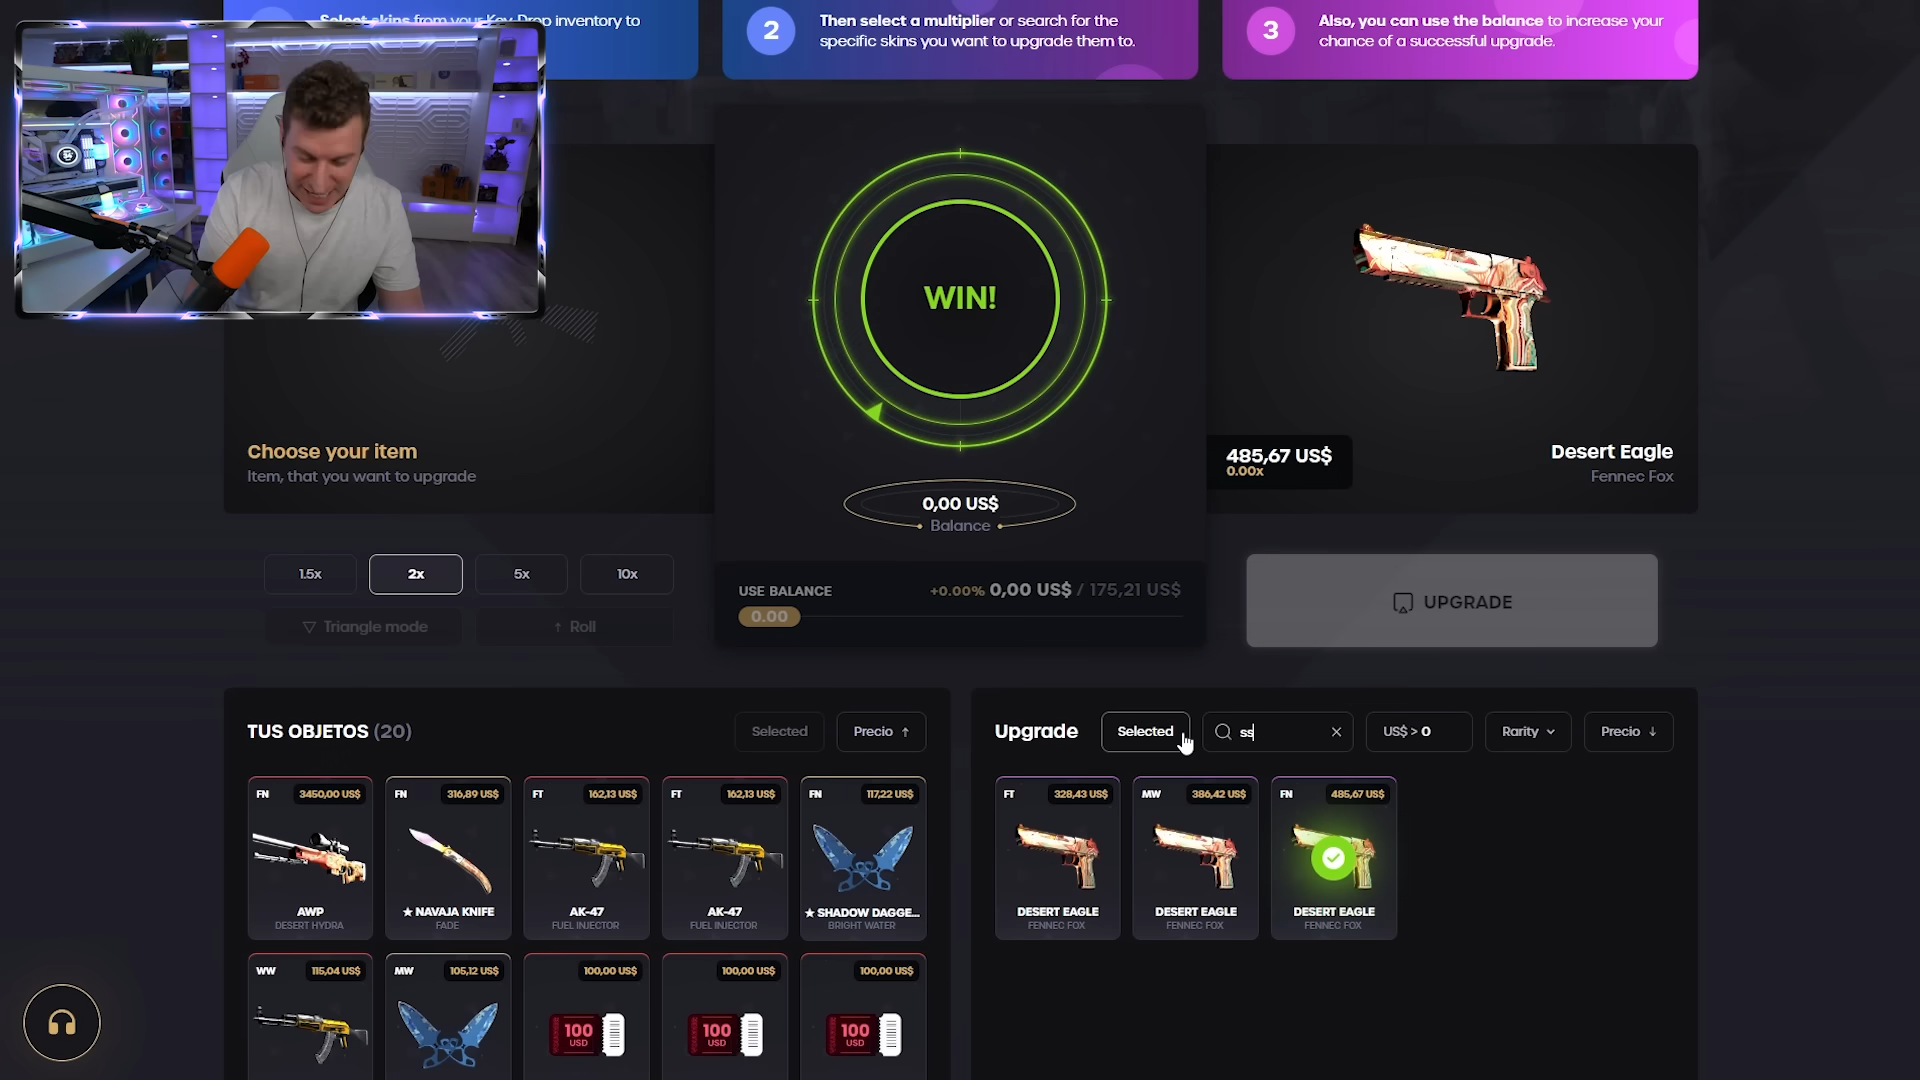 Select skins from your Key-Drop inventory to
2
Then select a multiplier or search for the
specific skins you want to upgrade them to.
3
Also, you can use the balance to increase your
chance of a successful upgrade.
WIN!
Choose your item
Item, that you want to upgrade
485,67 US$
0.00x
Desert Eagle
Fennec Fox
0,00 US$
Balance
1.5x
2x
5x
10x
Triangle mode
↑ Roll
USE BALANCE
+0.00% 0,00 US$ / 175,21 US$
0.00
UPGRADE
TUS OBJETOS (20)
Selected
Precio ↑
Upgrade
Selected
ss
US$ > 0
Rarity
Precio ↓
FN 3450,00 US$
AWP
DESERT HYDRA
FN 316,89 US$
★ NAVAJA KNIFE
FADE
FT 162,13 US$
AK-47
FUEL INJECTOR
FT 162,13 US$
AK-47
FUEL INJECTOR
FN 117,22 US$
★ SHADOW DAGGE...
BRIGHT WATER
FT 328,43 US$
DESERT EAGLE
FENNEC FOX
MW 386,42 US$
DESERT EAGLE
FENNEC FOX
FN 485,67 US$
DESERT EAGLE
FENNEC FOX
WW 115,04 US$
MW 105,12 US$
100,00 US$
100 USD
100,00 US$
100 USD
100,00 US$
100 USD